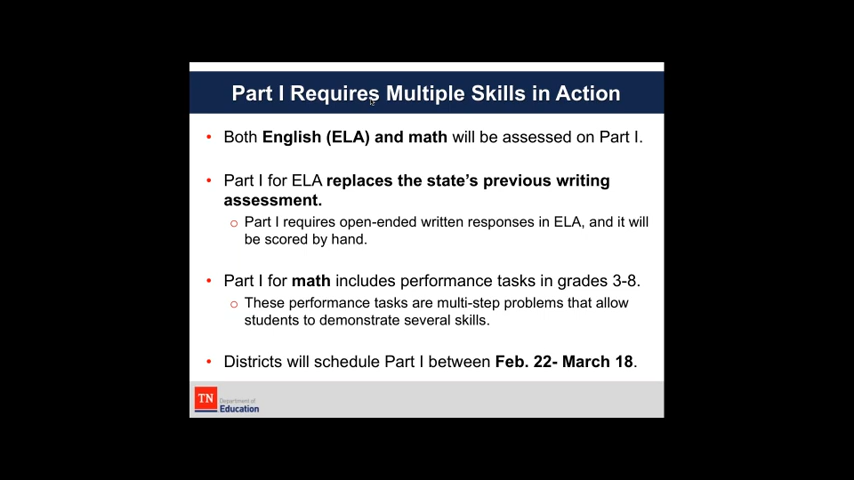 Part I Requires Multiple Skills in Action
• Both English (ELA) and math will be assessed on Part I.
• Part I for ELA replaces the state's previous writing
assessment.
o Part I requires open-ended written responses in ELA, and it will
be scored by hand.
• Part I for math includes performance tasks in grades 3-8.
o These performance tasks are multi-step problems that allow
students to demonstrate several skills.
• Districts will schedule Part I between Feb. 22- March 18.
TN
Department of
Education